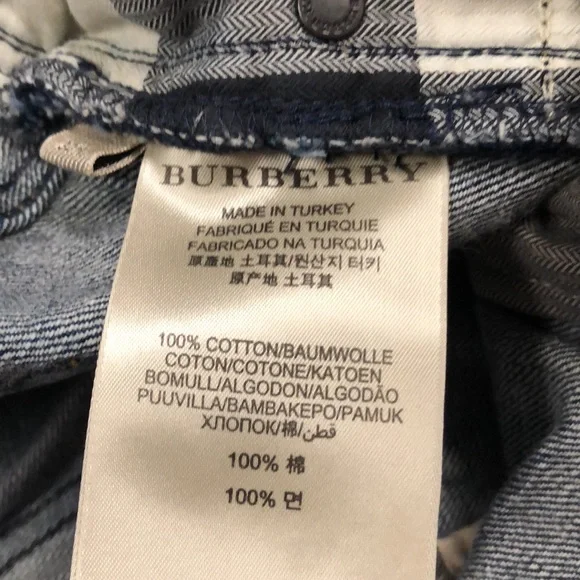 BURBERRY
MADE IN TURKEY
FABRIQUÉ EN TURQUIE
FABRICADO NA TURQUIA
原產地 土耳其/원산지 터키
原产地 土耳其
100% COTTON/BAUMWOLLE
COTON/COTONE/KATOEN
BOMULL/ALGODON/ALGODÃO
PUUVILLA/BAMBAKEPO/PAMUK
ХЛОПОК/棉/قطن
100% 棉
100% 면